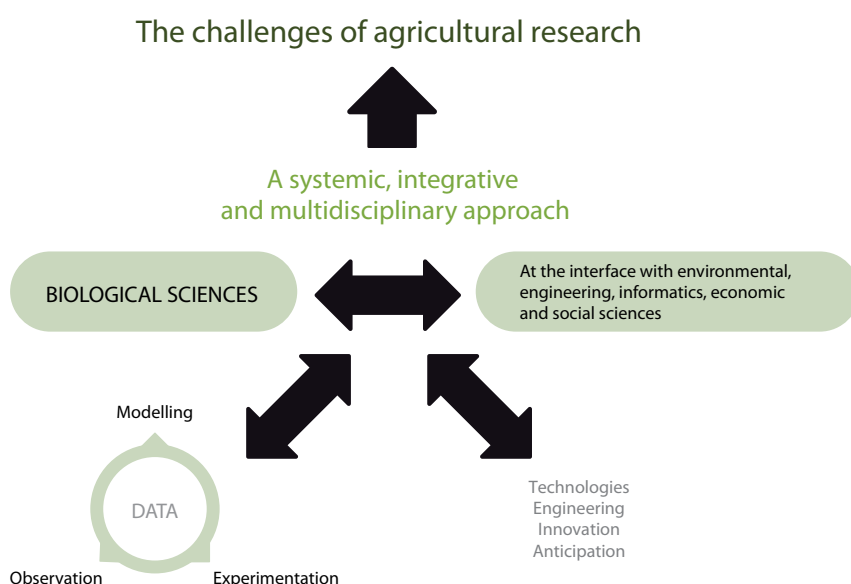 The challenges of agricultural research
A systemic, integrative
and multidisciplinary approach
BIOLOGICAL SCIENCES
At the interface with environmental,
engineering, informatics, economic
and social sciences
Modelling
DATA
Observation
Experimentation
Technologies
Engineering
Innovation
Anticipation